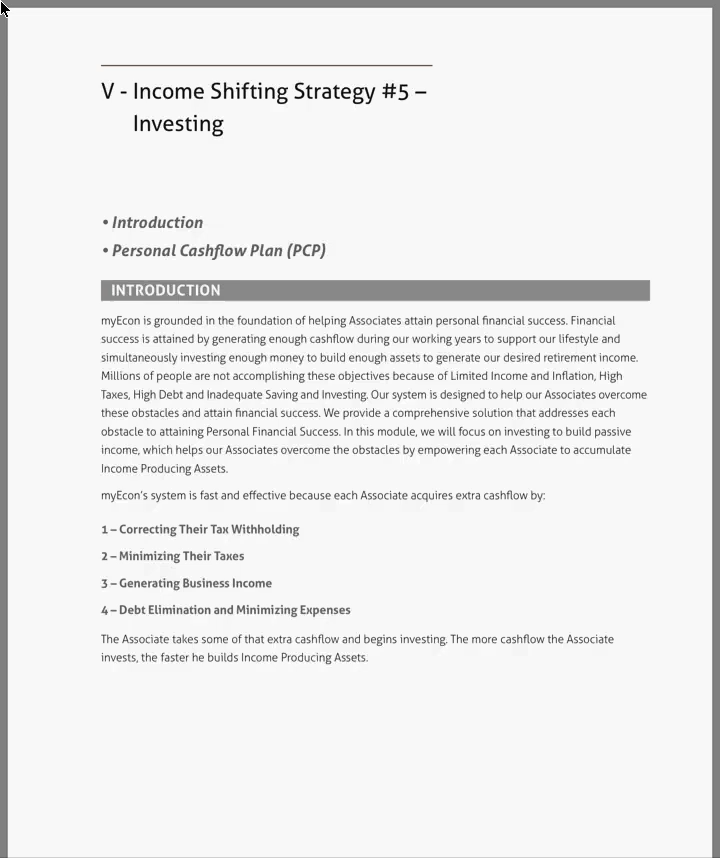 V - Income Shifting Strategy #5 –
Investing
• Introduction
• Personal Cashflow Plan (PCP)
INTRODUCTION
myEcon is grounded in the foundation of helping Associates attain personal financial success. Financial
success is attained by generating enough cashflow during our working years to support our lifestyle and
simultaneously investing enough money to build enough assets to generate our desired retirement income.
Millions of people are not accomplishing these objectives because of Limited Income and Inflation, High
Taxes, High Debt and Inadequate Saving and Investing. Our system is designed to help our Associates overcome
these obstacles and attain financial success. We provide a comprehensive solution that addresses each
obstacle to attaining Personal Financial Success. In this module, we will focus on investing to build passive
income, which helps our Associates overcome the obstacles by empowering each Associate to accumulate
Income Producing Assets.
myEcon's system is fast and effective because each Associate acquires extra cashflow by:
1 – Correcting Their Tax Withholding
2 – Minimizing Their Taxes
3 – Generating Business Income
4 – Debt Elimination and Minimizing Expenses
The Associate takes some of that extra cashflow and begins investing. The more cashflow the Associate
invests, the faster he builds Income Producing Assets.